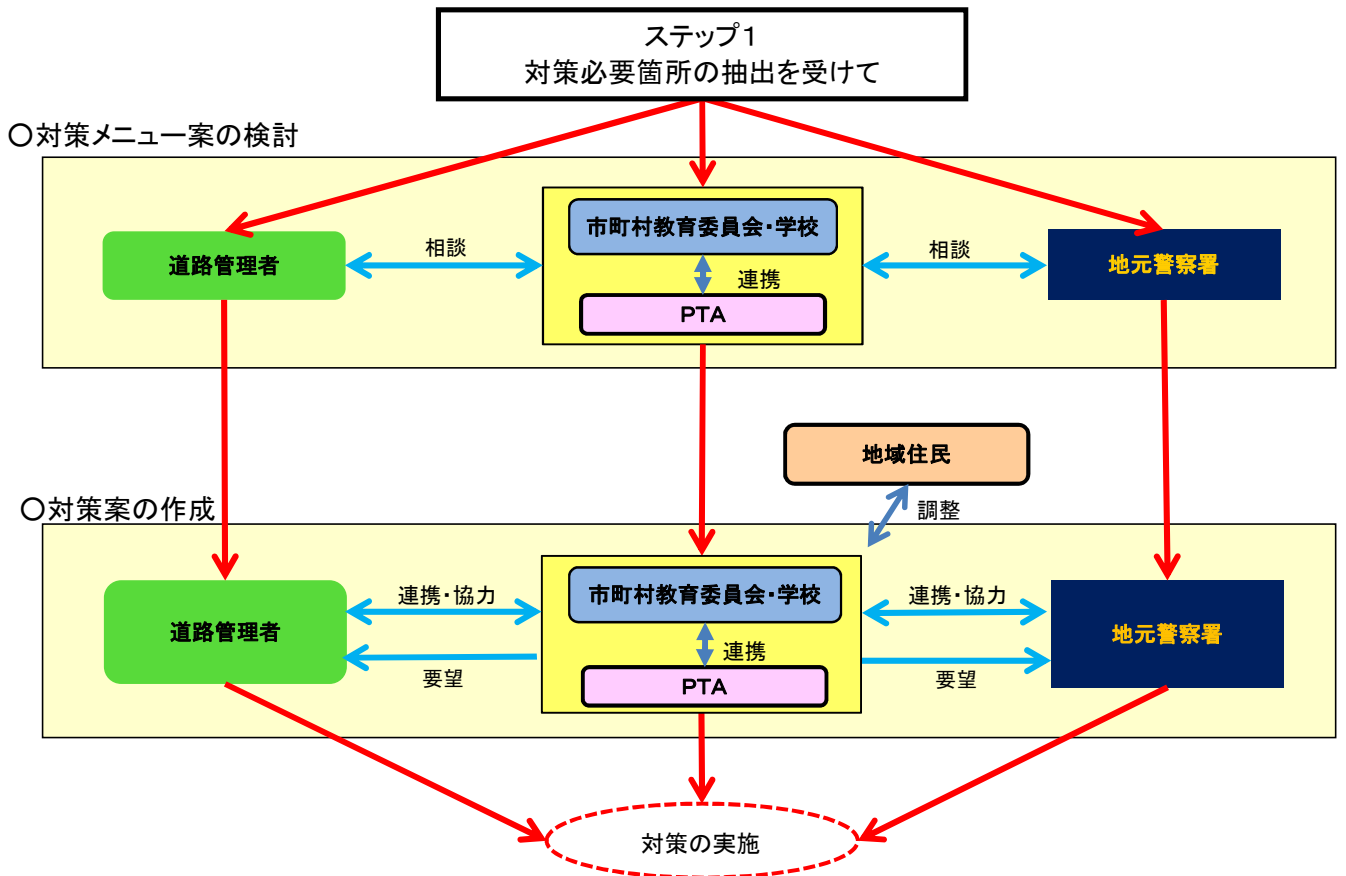 ステップ1
対策必要箇所の抽出を受けて
○対策メニュー案の検討
市町村教育委員会・学校
道路管理者
相談
連携
相談
地元警察署
PTA
地域住民
調整
○対策案の作成
市町村教育委員会・学校
連携・協力
連携・協力
道路管理者
地元警察署
連携
要望
要望
PTA
対策の実施